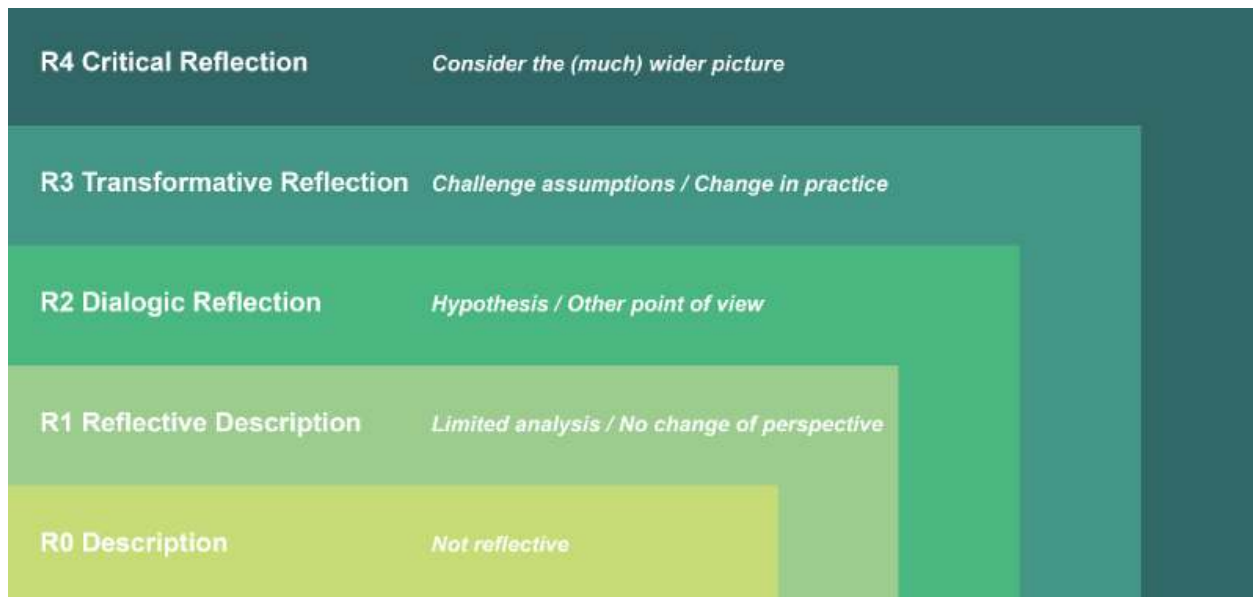 R4 Critical Reflection Consider the (much) wider picture
R3 Transformative Reflection Challenge assumptions / Change in practice
R2 Dialogic Reflection Hypothesis / Other point of view
R1 Reflective Description Limited analysis / No change of perspective
R0 Description Not reflective